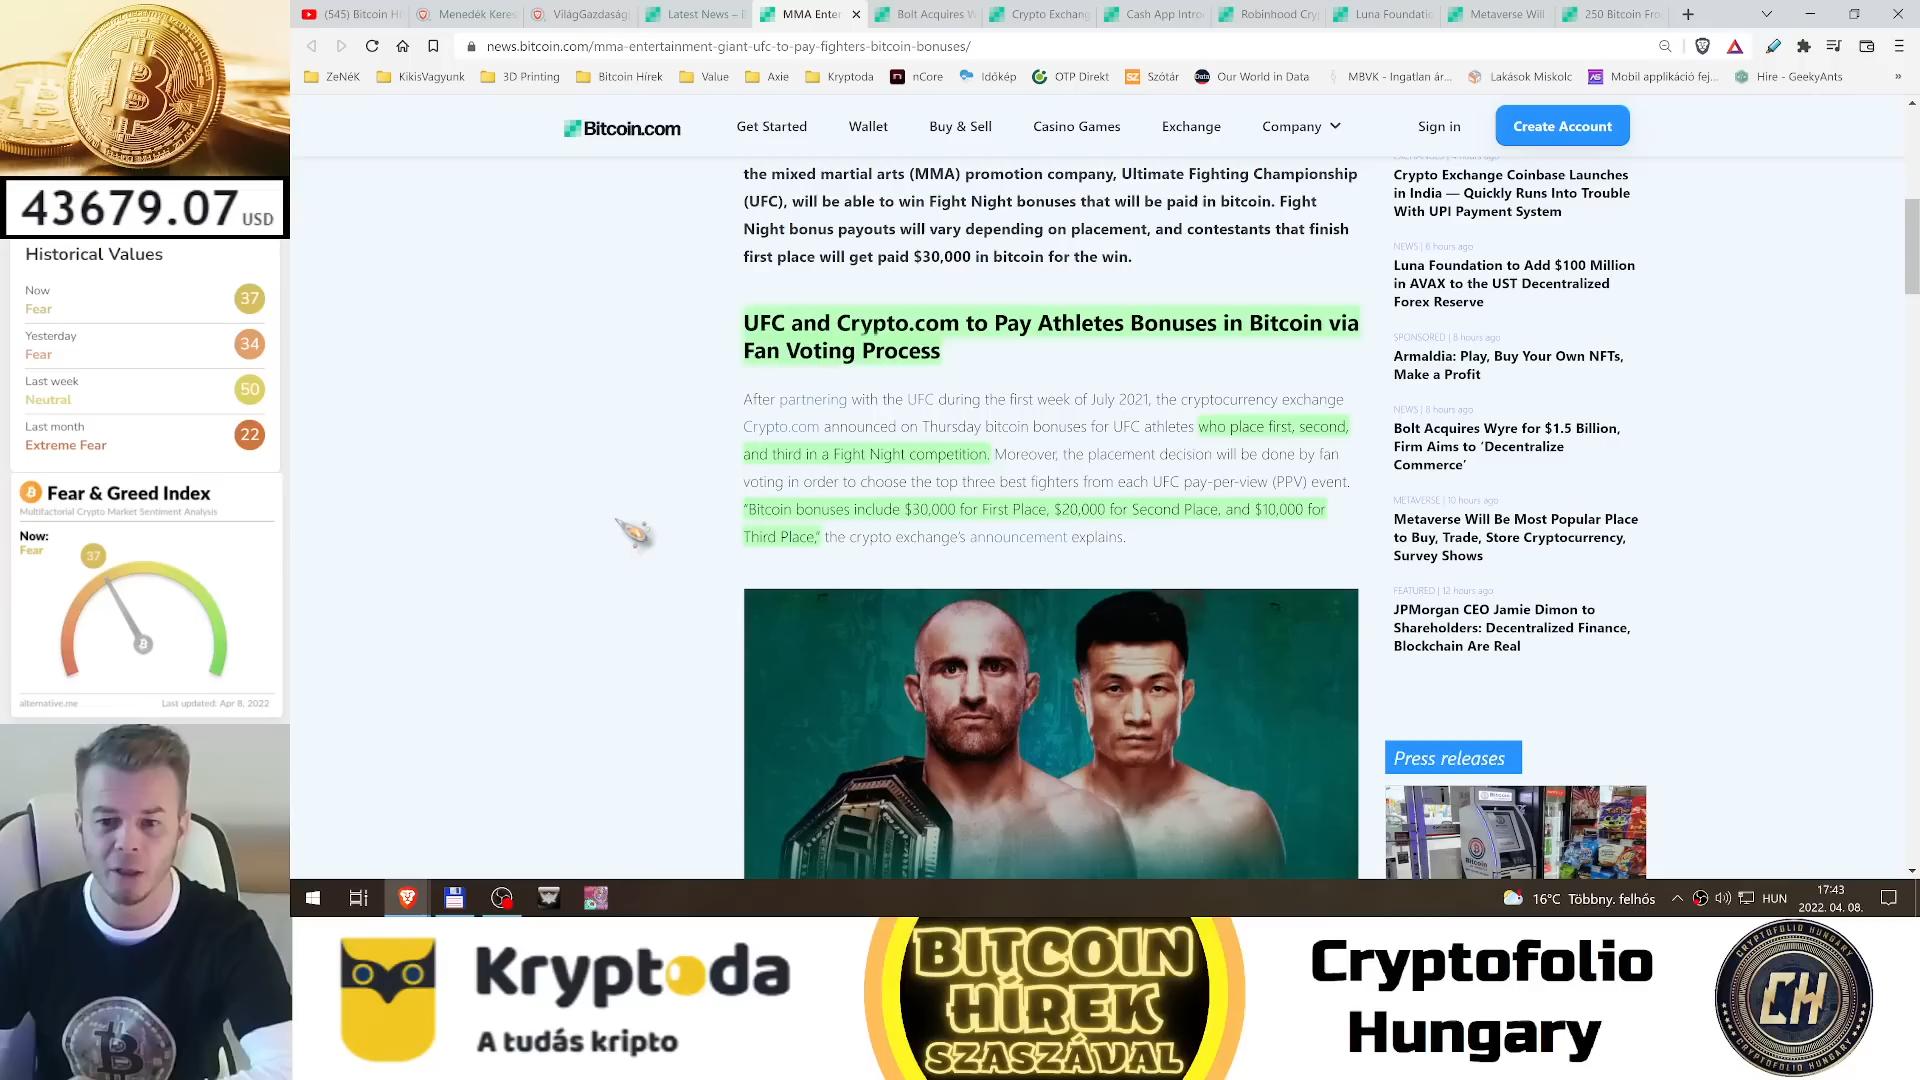 (545) Bitcoin Hí
Menedék Keres
VilágGazdaság
Latest News – B
MMA Enter
Bolt Acquires W
Crypto Exchang
Cash App Intro
Robinhood Cryp
Luna Foundatio
Metaverse Will
250 Bitcoin Fro
news.bitcoin.com/mma-entertainment-giant-ufc-to-pay-fighters-bitcoin-bonuses/
ZeNéK
KikisVagyunk
3D Printing
Bitcoin Hírek
Value
Axie
Kryptoda
nCore
Időkép
OTP Direkt
Szótár
Our World in Data
MBVK - Ingatlan ár...
Lakások Miskolc
Mobil applikáció fej...
Hire - GeekyAnts
Bitcoin.com
Get Started
Wallet
Buy & Sell
Casino Games
Exchange
Company
Sign in
Create Account
43679.07 USD
Historical Values
Now
Fear
37
Yesterday
Fear
34
Last week
Neutral
50
Last month
Extreme Fear
22
Fear & Greed Index
Multifactorial Crypto Market Sentiment Analysis
Now:
Fear
37
alternative.me
Last updated: Apr 8, 2022
the mixed martial arts (MMA) promotion company, Ultimate Fighting Championship
(UFC), will be able to win Fight Night bonuses that will be paid in bitcoin. Fight
Night bonus payouts will vary depending on placement, and contestants that finish
first place will get paid $30,000 in bitcoin for the win.
UFC and Crypto.com to Pay Athletes Bonuses in Bitcoin via
Fan Voting Process
After partnering with the UFC during the first week of July 2021, the cryptocurrency exchange
Crypto.com announced on Thursday bitcoin bonuses for UFC athletes who place first, second,
and third in a Fight Night competition. Moreover, the placement decision will be done by fan
voting in order to choose the top three best fighters from each UFC pay-per-view (PPV) event.
“Bitcoin bonuses include $30,000 for First Place, $20,000 for Second Place, and $10,000 for
Third Place,” the crypto exchange’s announcement explains.
EXCHANGES | 4 hours ago
Crypto Exchange Coinbase Launches
in India — Quickly Runs Into Trouble
With UPI Payment System
NEWS | 6 hours ago
Luna Foundation to Add $100 Million
in AVAX to the UST Decentralized
Forex Reserve
SPONSORED | 8 hours ago
Armaldia: Play, Buy Your Own NFTs,
Make a Profit
NEWS | 8 hours ago
Bolt Acquires Wyre for $1.5 Billion,
Firm Aims to ‘Decentralize
Commerce’
METAVERSE | 10 hours ago
Metaverse Will Be Most Popular Place
to Buy, Trade, Store Cryptocurrency,
Survey Shows
FEATURED | 12 hours ago
JPMorgan CEO Jamie Dimon to
Shareholders: Decentralized Finance,
Blockchain Are Real
Press releases
Bitcoin
16°C Többny. felhős
HUN
17:43
2022. 04. 08.
Kryptoda
A tudás kripto
BITCOIN
HÍREK
SZASZÁVAL
Cryptofolio
Hungary
CRYPTOFOLIO HUNGARY
CH
CRYPTOFOLIO HUNGARY